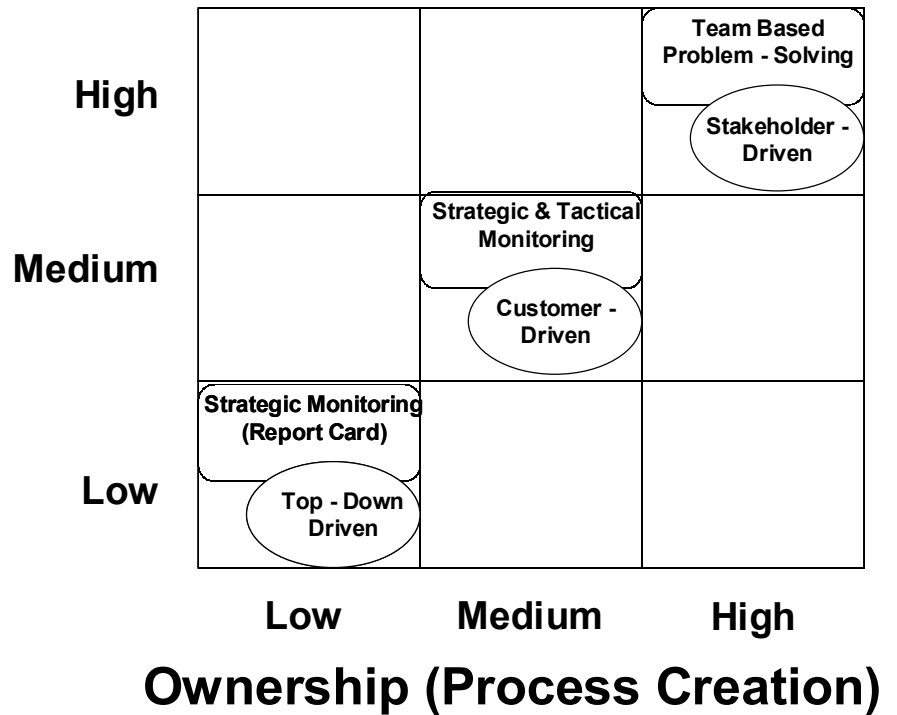 Team Based
Problem - Solving
High
Stakeholder -
Driven
Strategic & Tactical
Monitoring
Medium
Customer -
Driven
Strategic Monitoring
(Report Card)
Low
Top - Down
Driven
Low Medium High
Ownership (Process Creation)